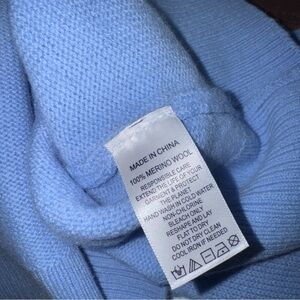 MADE IN CHINA
100% MERINO WOOL
RESPONSIBLE CARE
EXTEND THE LIFE OF YOUR
GARMENT & PROTECT
THE PLANET
HAND WASH IN COLD WATER
NON-CHLORINE
BLEACH ONLY
RESHAPE AND LAY
FLAT TO DRY
DO NOT DRY CLEAN
COOL IRON IF NEEDED